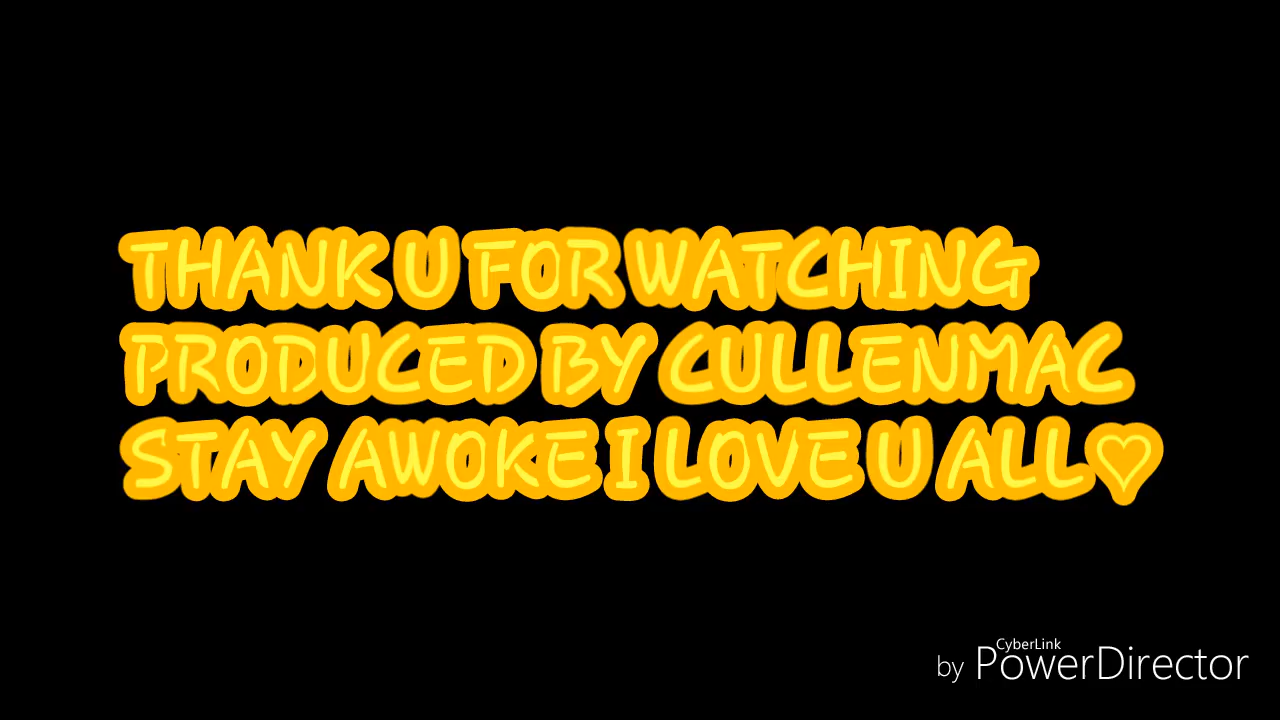 THANK U FOR WATCHING
PRODUCED BY CULLENMAC
STAY AWOKE I LOVE U ALL♡
by CyberLink PowerDirector